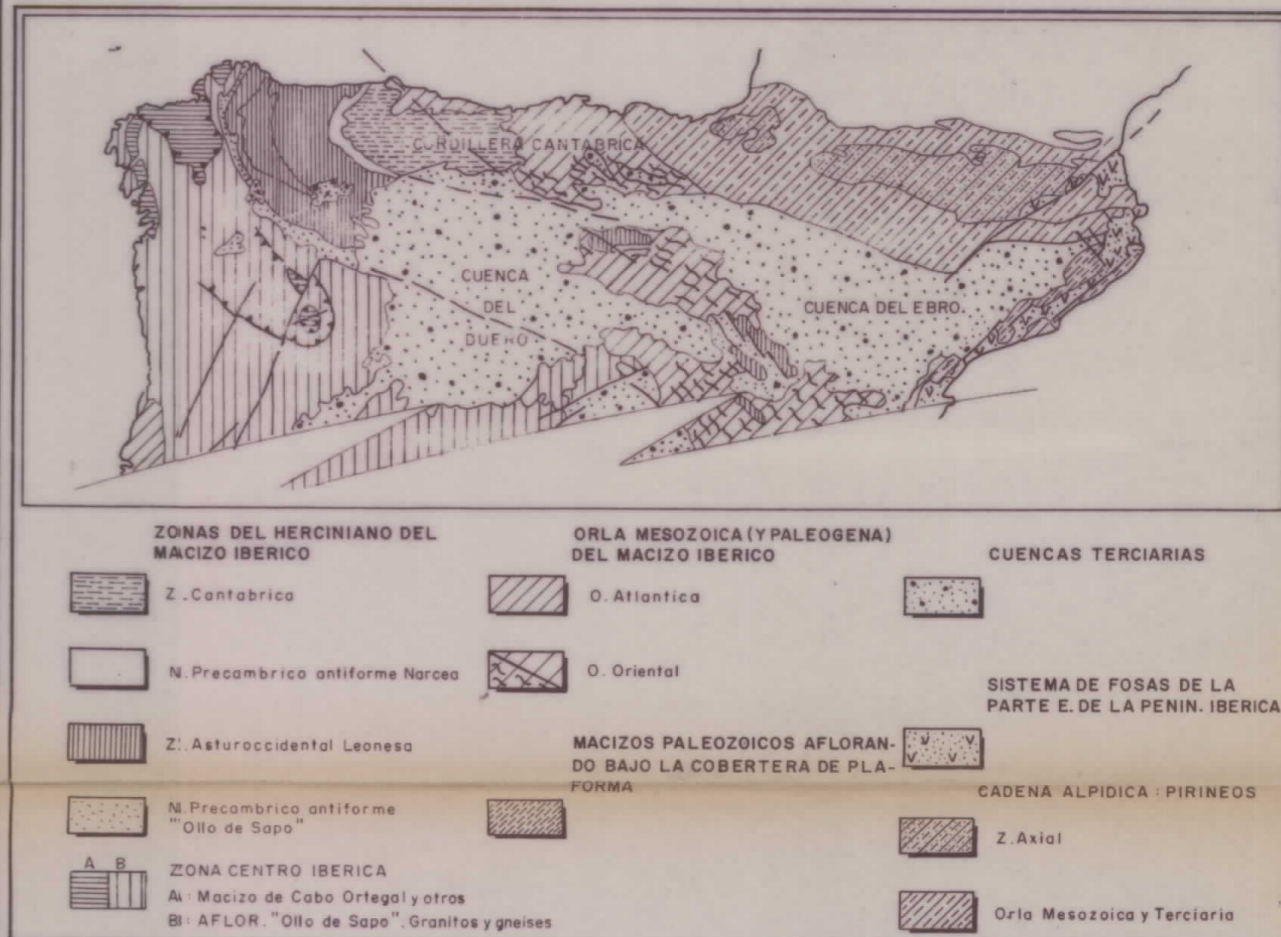 CORDILLERA CANTABRICA
CUENCA
DEL
DUERO
CUENCA DEL EBRO.
ZONAS DEL HERCINIANO DEL
MACIZO IBERICO
Z. Cantabrica
N. Precambrico antiforme Narcea
Z. Asturoccidental Leonesa
N. Precambrico antiforme
"Ollo de Sapo"
A B
ZONA CENTRO IBERICA
A: Macizo de Cabo Ortegal y otros
B: AFLOR. "Ollo de Sapo". Granitos y gneises
ORLA MESOZOICA (Y PALEOGENA)
DEL MACIZO IBERICO
O. Atlantica
O. Oriental
MACIZOS PALEOZOICOS AFLORAN-
DO BAJO LA COBERTERA DE PLA-
FORMA
CUENCAS TERCIARIAS
SISTEMA DE FOSAS DE LA
PARTE E. DE LA PENIN. IBERICA
CADENA ALPIDICA : PIRINEOS
Z. Axial
Orla Mesozoica y Terciaria